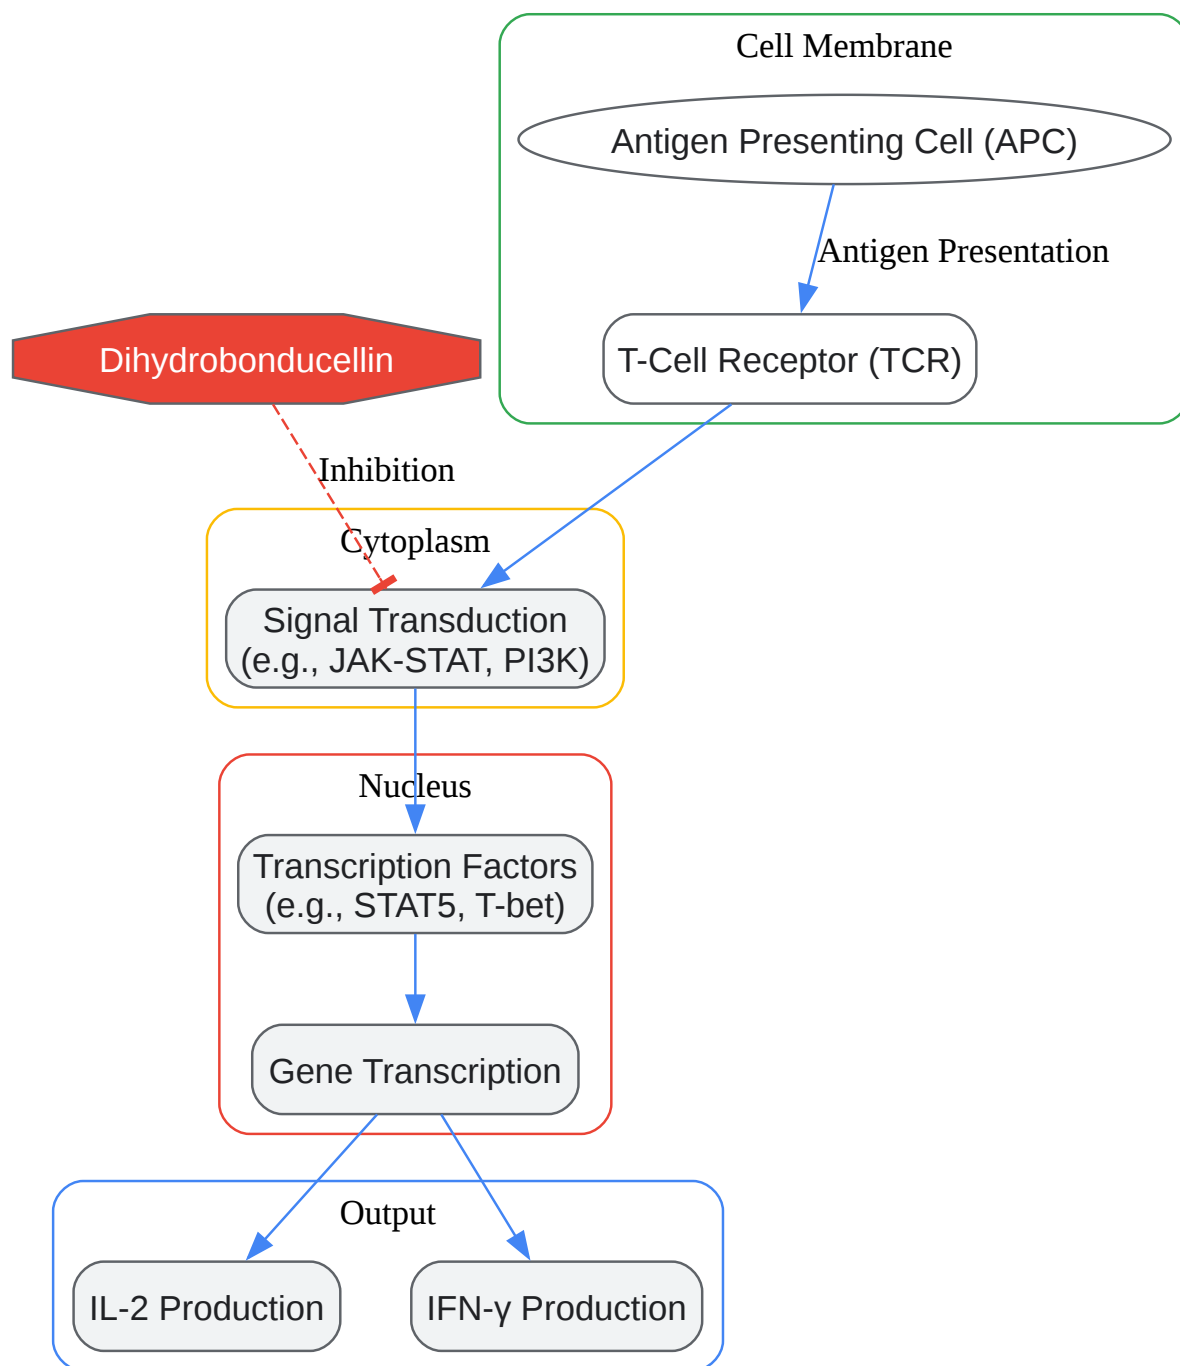 Cell Membrane
Antigen Presenting Cell (APC)
Antigen Presentation
Dihydrobonducellin
T-Cell Receptor (TCR)
Inhibition
Cytoplasm
Signal Transduction
(e.g., JAK-STAT, PI3K)
Nucleus
Transcription Factors
(e.g., STAT5, T-bet)
Gene Transcription
Output
IL-2 Production
IFN-γ Production